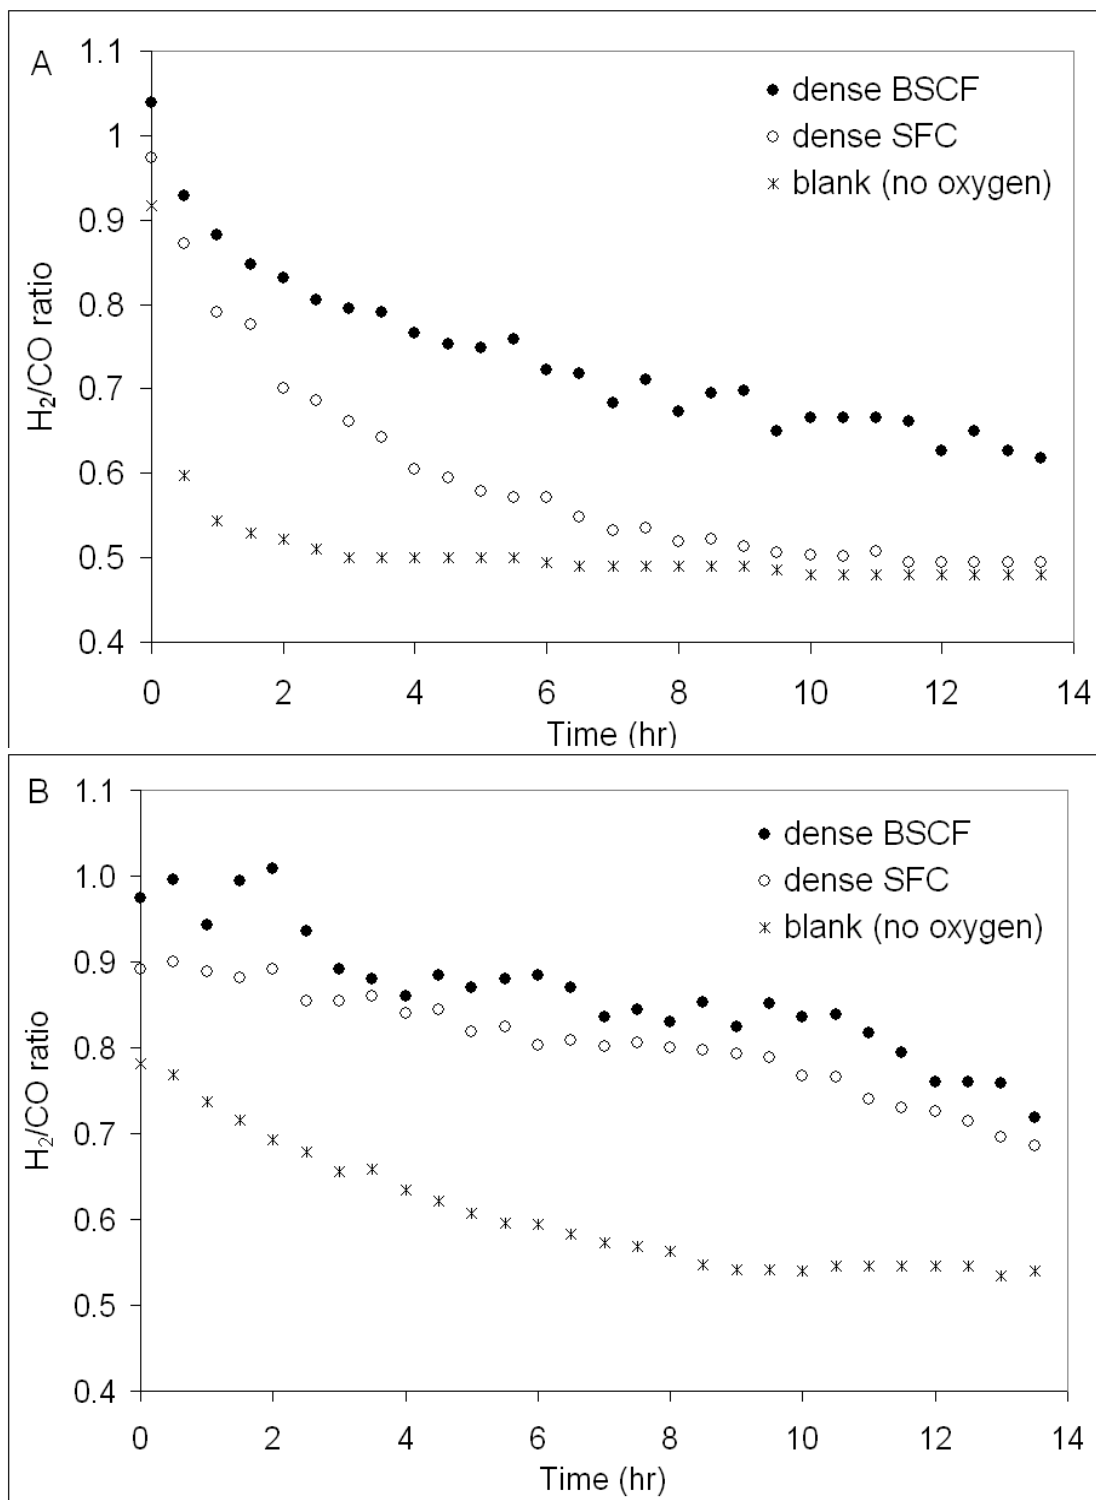 A
1.1
1
0.9
0.8
0.7
0.6
0.5
0.4
H₂/CO ratio
dense BSCF
dense SFC
blank (no oxygen)
0 2 4 6 8 10 12 14
Time (hr)
B
1.1
1.0
0.9
0.8
0.7
0.6
0.5
0.4
H₂/CO ratio
dense BSCF
dense SFC
blank (no oxygen)
0 2 4 6 8 10 12 14
Time (hr)